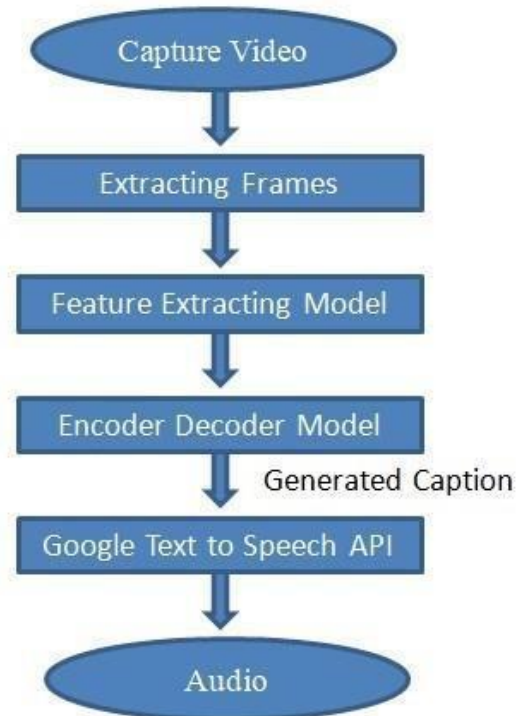 Capture Video
Extracting Frames
Feature Extracting Model
Encoder Decoder Model
Generated Caption
Google Text to Speech API
Audio